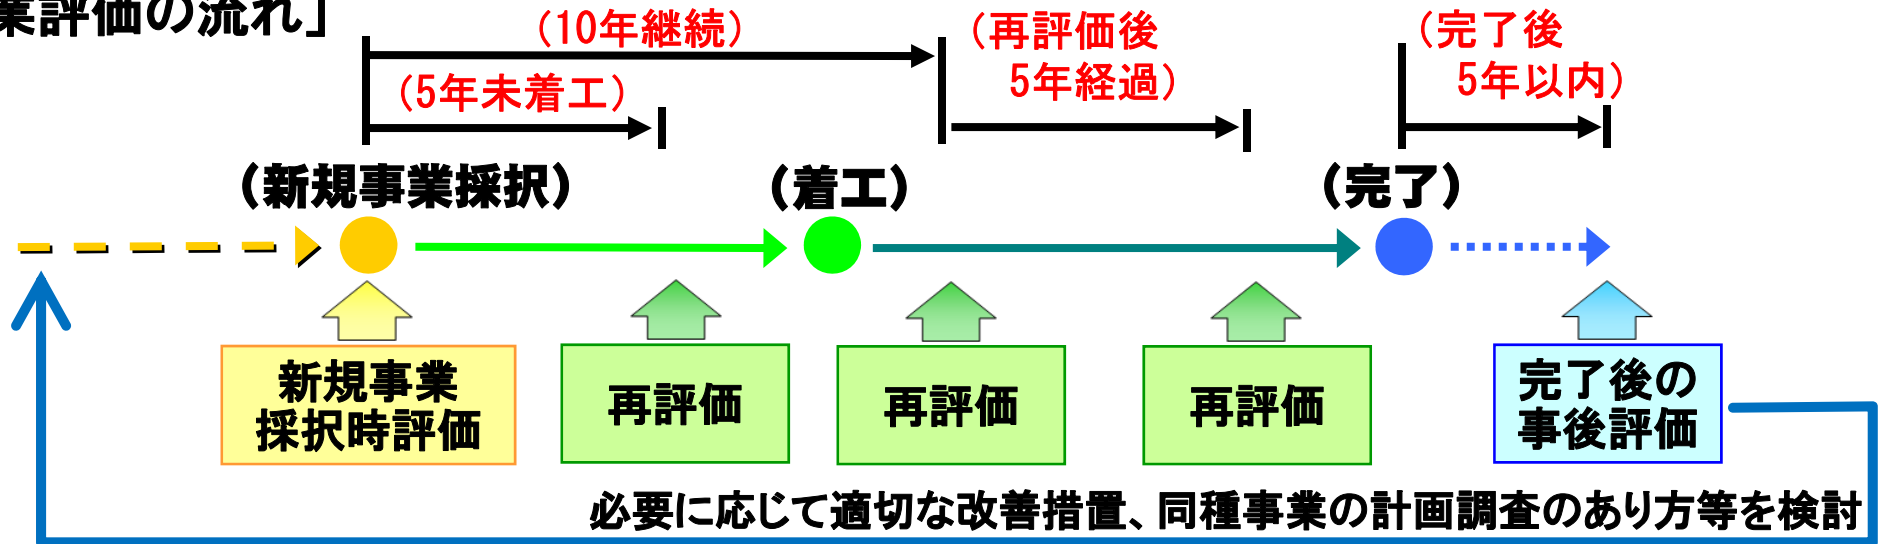 業評価の流れ」
（10年継続）
（再評価後
5年経過）
（完了後
5年以内）
（5年未着工）
（新規事業採択）
（着工）
（完了）
新規事業
採択時評価
再評価
再評価
再評価
完了後の
事後評価
必要に応じて適切な改善措置、同種事業の計画調査のあり方等を検討